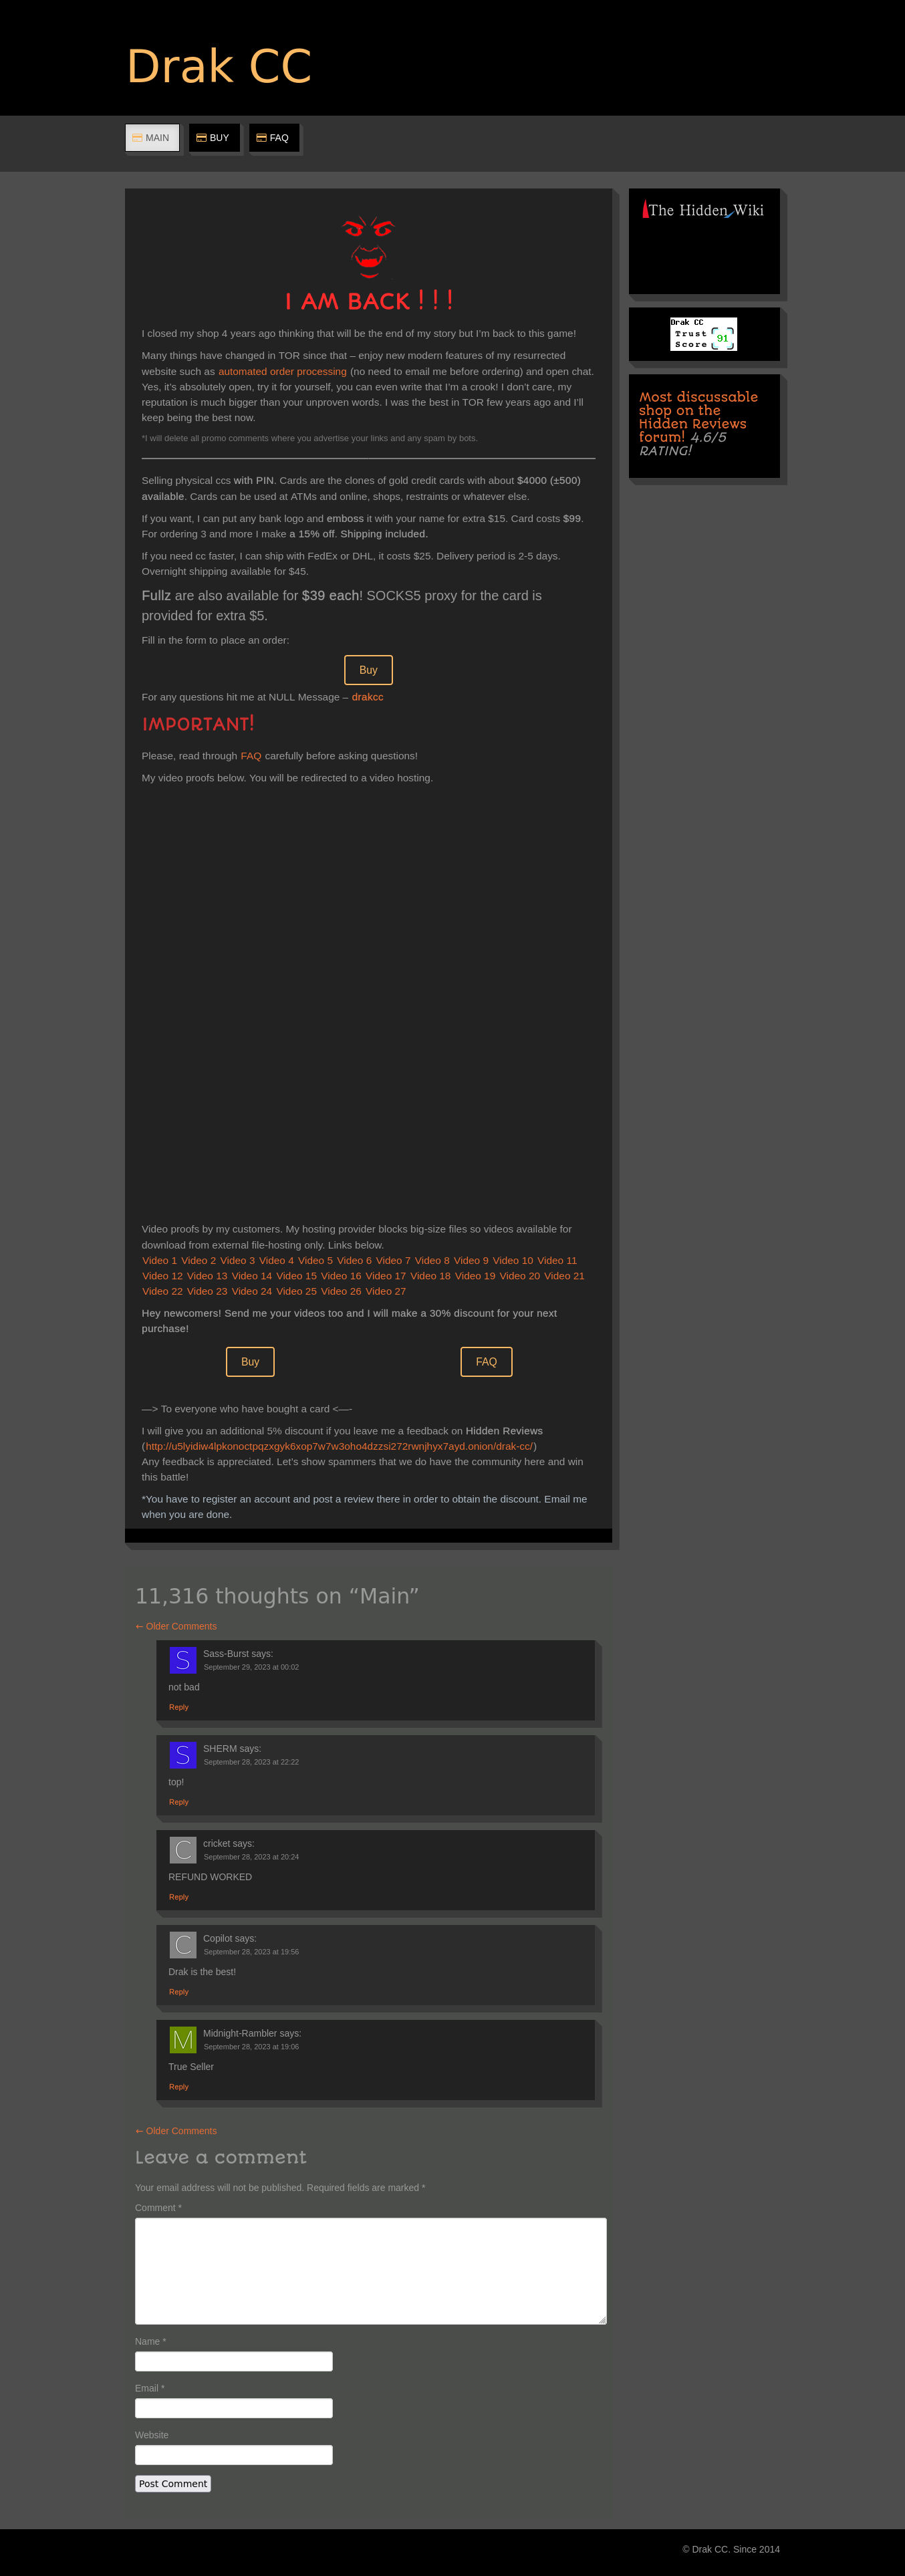 Drak CC
MAIN
BUY
FAQ
I AM BACK ! ! !
I closed my shop 4 years ago thinking that will be the end of my story but I'm back to this game!
Many things have changed in TOR since that – enjoy new modern features of my resurrected
website such as automated order processing (no need to email me before ordering) and open chat.
Yes, it's absolutely open, try it for yourself, you can even write that I'm a crook! I don't care, my
reputation is much bigger than your unproven words. I was the best in TOR few years ago and I'll
keep being the best now.
*I will delete all promo comments where you advertise your links and any spam by bots.
Selling physical ccs with PIN. Cards are the clones of gold credit cards with about $4000 (±500)
available. Cards can be used at ATMs and online, shops, restraints or whatever else.
If you want, I can put any bank logo and emboss it with your name for extra $15. Card costs $99.
For ordering 3 and more I make a 15% off. Shipping included.
If you need cc faster, I can ship with FedEx or DHL, it costs $25. Delivery period is 2-5 days.
Overnight shipping available for $45.
Fullz are also available for $39 each! SOCKS5 proxy for the card is
provided for extra $5.
Fill in the form to place an order:
Buy
For any questions hit me at NULL Message – drakcc
IMPORTANT!
Please, read through FAQ carefully before asking questions!
My video proofs below. You will be redirected to a video hosting.
Video proofs by my customers. My hosting provider blocks big-size files so videos available for
download from external file-hosting only. Links below.
Video 1 Video 2 Video 3 Video 4 Video 5 Video 6 Video 7 Video 8 Video 9 Video 10 Video 11
Video 12 Video 13 Video 14 Video 15 Video 16 Video 17 Video 18 Video 19 Video 20 Video 21
Video 22 Video 23 Video 24 Video 25 Video 26 Video 27
Hey newcomers! Send me your videos too and I will make a 30% discount for your next
purchase!
Buy
FAQ
—> To everyone who have bought a card <—-
I will give you an additional 5% discount if you leave me a feedback on Hidden Reviews
(http://u5lyidiw4lpkonoctpqzxgyk6xop7w7w3oho4dzzsi272rwnjhyx7ayd.onion/drak-cc/)
Any feedback is appreciated. Let's show spammers that we do have the community here and win
this battle!
*You have to register an account and post a review there in order to obtain the discount. Email me
when you are done.
The Hidden Wiki
Drak CC
Trust
Score
91
Most discussable
shop on the
Hidden Reviews
forum! 4.6/5
RATING!
11,316 thoughts on “Main”
← Older Comments
S
Sass-Burst says:
September 29, 2023 at 00:02
not bad
Reply
S
SHERM says:
September 28, 2023 at 22:22
top!
Reply
C
cricket says:
September 28, 2023 at 20:24
REFUND WORKED
Reply
C
Copilot says:
September 28, 2023 at 19:56
Drak is the best!
Reply
M
Midnight-Rambler says:
September 28, 2023 at 19:06
True Seller
Reply
← Older Comments
Leave a comment
Your email address will not be published. Required fields are marked *
Comment *
Name *
Email *
Website
Post Comment
© Drak CC. Since 2014